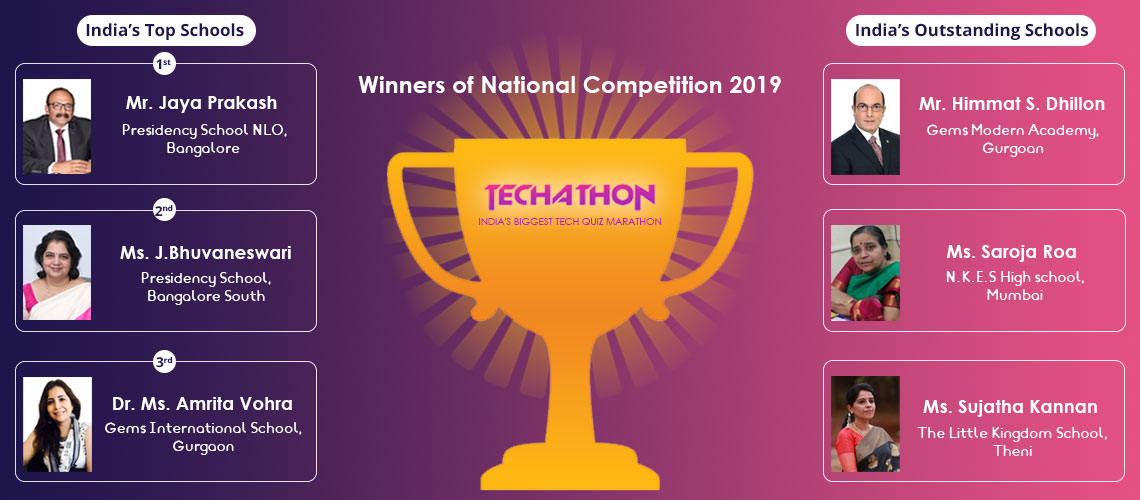 India's Top Schools
1st
Mr. Jaya Prakash
Presidency School NLO,
Bangalore
2nd
Ms. J.Bhuvaneswari
Presidency School,
Bangalore South
3rd
Dr. Ms. Amrita Vohra
Gems International School,
Gurgaon
Winners of National Competition 2019
TECHATHON
INDIA'S BIGGEST TECH QUIZ MARATHON
India's Outstanding Schools
Mr. Himmat S. Dhillon
Gems Modern Academy,
Gurgoan
Ms. Saroja Roa
N.K.E.S High school,
Mumbai
Ms. Sujatha Kannan
The Little Kingdom School,
Theni